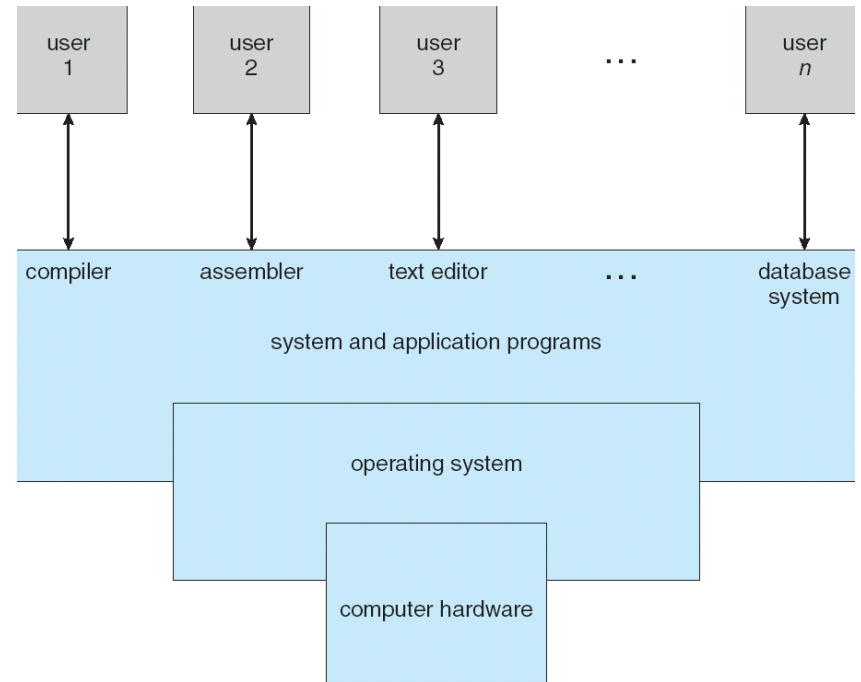 user
1
user
2
user
3
...
user
n
compiler
assembler
text editor
...
database
system
system and application programs
operating system
computer hardware